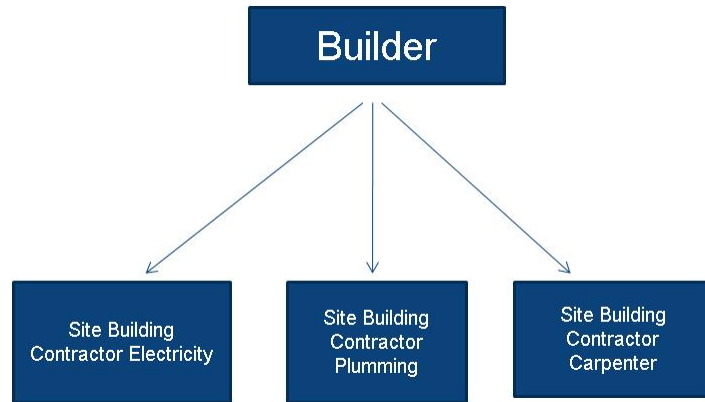 Builder
Site Building
Contractor Electricity
Site Building
Contractor
Plumming
Site Building
Contractor
Carpenter